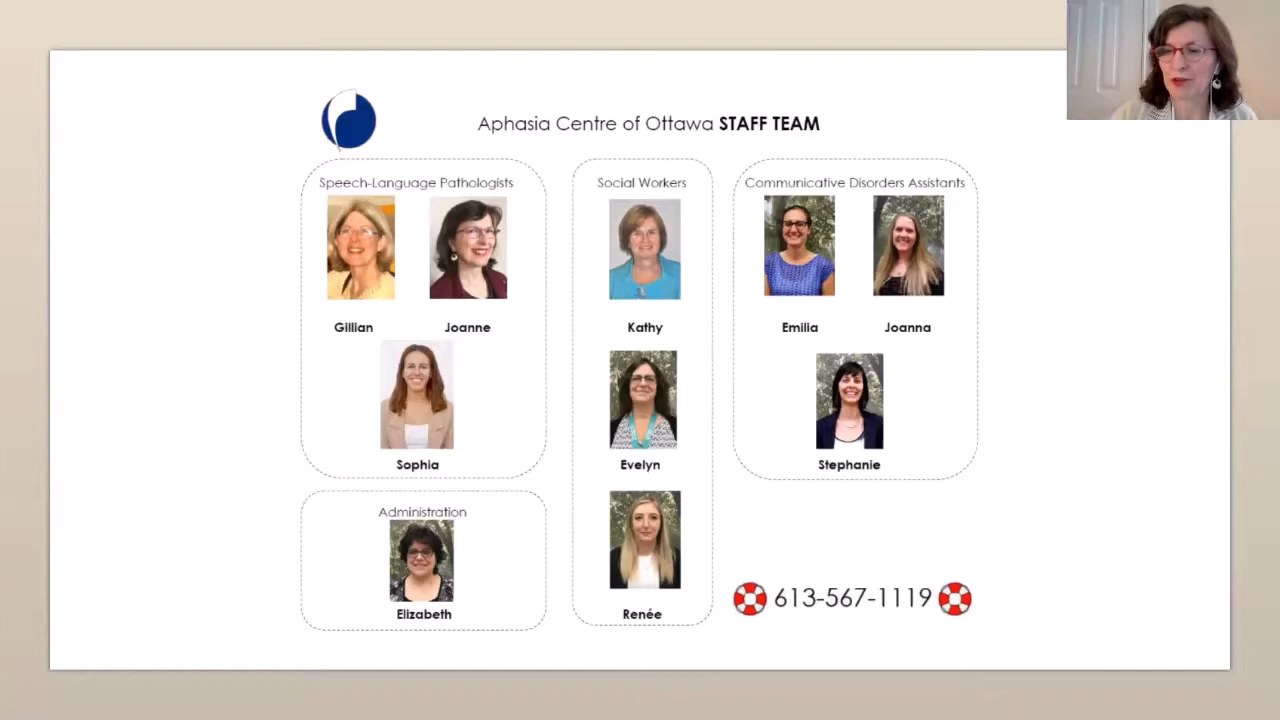 Aphasia Centre of Ottawa STAFF TEAM
Speech-Language Pathologists
Gillian
Joanne
Sophia
Administration
Elizabeth
Social Workers
Kathy
Evelyn
Renée
Communicative Disorders Assistants
Emilia
Joanna
Stephanie
613-567-1119